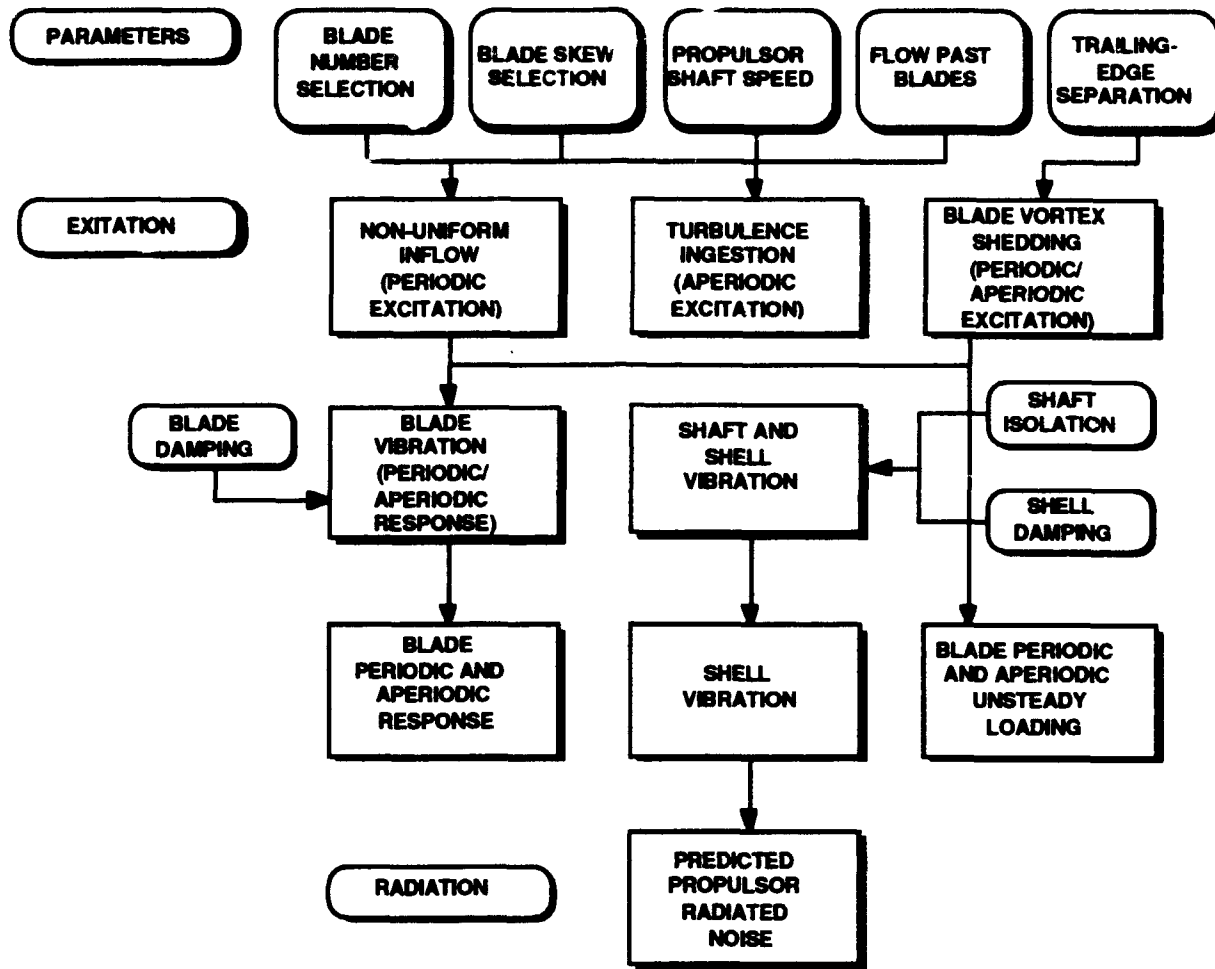 PARAMETERS
BLADE
NUMBER
SELECTION
BLADE SKEW
SELECTION
PROPULSOR
SHAFT SPEED
FLOW PAST
BLADES
TRAILING-
EDGE
SEPARATION
EXITATION
NON-UNIFORM
INFLOW
(PERIODIC
EXCITATION)
TURBULENCE
INGESTION
(APERIODIC
EXCITATION)
BLADE VORTEX
SHEDDING
(PERIODIC/
APERIODIC
EXCITATION)
BLADE
DAMPING
BLADE
VIBRATION
(PERIODIC/
APERIODIC
RESPONSE)
SHAFT AND
SHELL
VIBRATION
SHAFT
ISOLATION
SHELL
DAMPING
BLADE
PERIODIC AND
APERIODIC
RESPONSE
SHELL
VIBRATION
BLADE PERIODIC
AND APERIODIC
UNSTEADY
LOADING
RADIATION
PREDICTED
PROPULSOR
RADIATED
NOISE